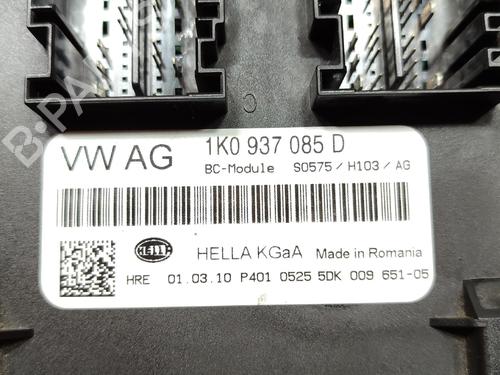 VW AG 1K0 937 085 D
BC-Module S0575/H103/AG
HELLA
HELLA KGaA Made in Romania
HRE 01.03.10 P401 0525 5DK 009 651-05
B-PARTS